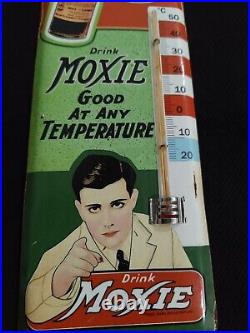 °C
50
40
30
20
10
0
10
20
Drink
MOXIE
GOOD
AT ANY
TEMPERATURE
Drink
MOXIE